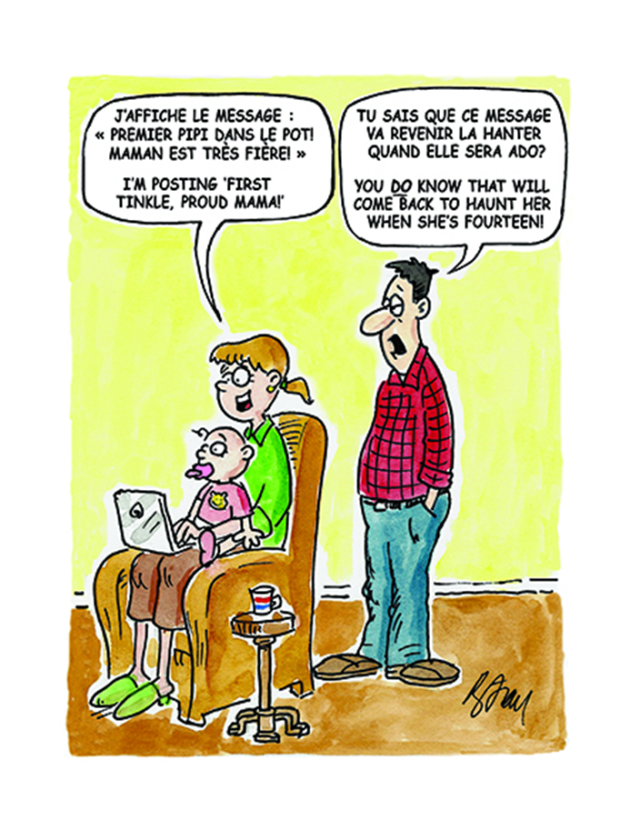 J'AFFICHE LE MESSAGE :
« PREMIER PIPI DANS LE POT!
MAMAN EST TRÈS FIÈRE! »
I'M POSTING 'FIRST
TINKLE, PROUD MAMA!'
TU SAIS QUE CE MESSAGE
VA REVENIR LA HANTER
QUAND ELLE SERA ADO?
YOU DO KNOW THAT WILL
COME BACK TO HAUNT HER
WHEN SHE'S FOURTEEN!